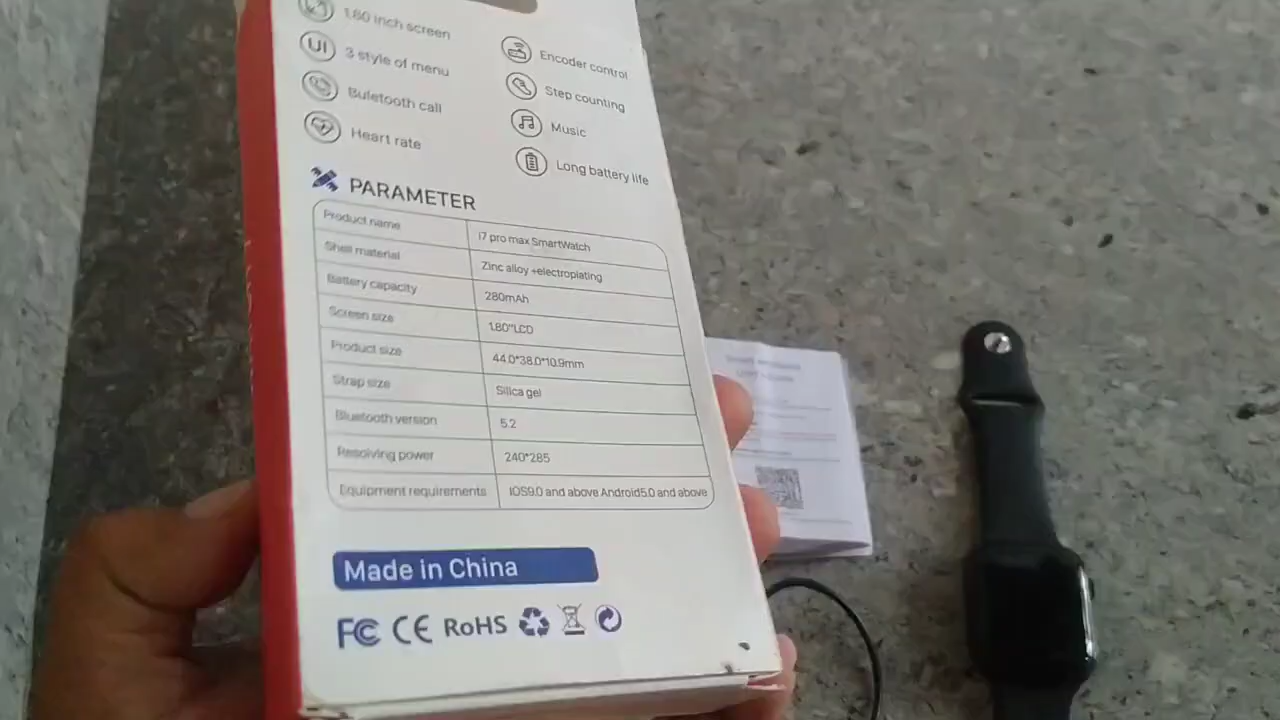 1.80 inch screen
UI
3 style of menu
Buletooth call
Heart rate
Encoder control
Step counting
Music
Long battery life
PARAMETER
Product name i7 pro max SmartWatch
Shell material Zinc alloy +electroplating
Battery capacity 280mAh
Screen size 1.80"LCD
Product size 44.0*38.0*10.9mm
Strap size Silica gel
Bluetooth version 5.2
Resolving power 240*285
Equipment requirements IOS9.0 and above Android5.0 and above
Made in China
FC CE RoHS